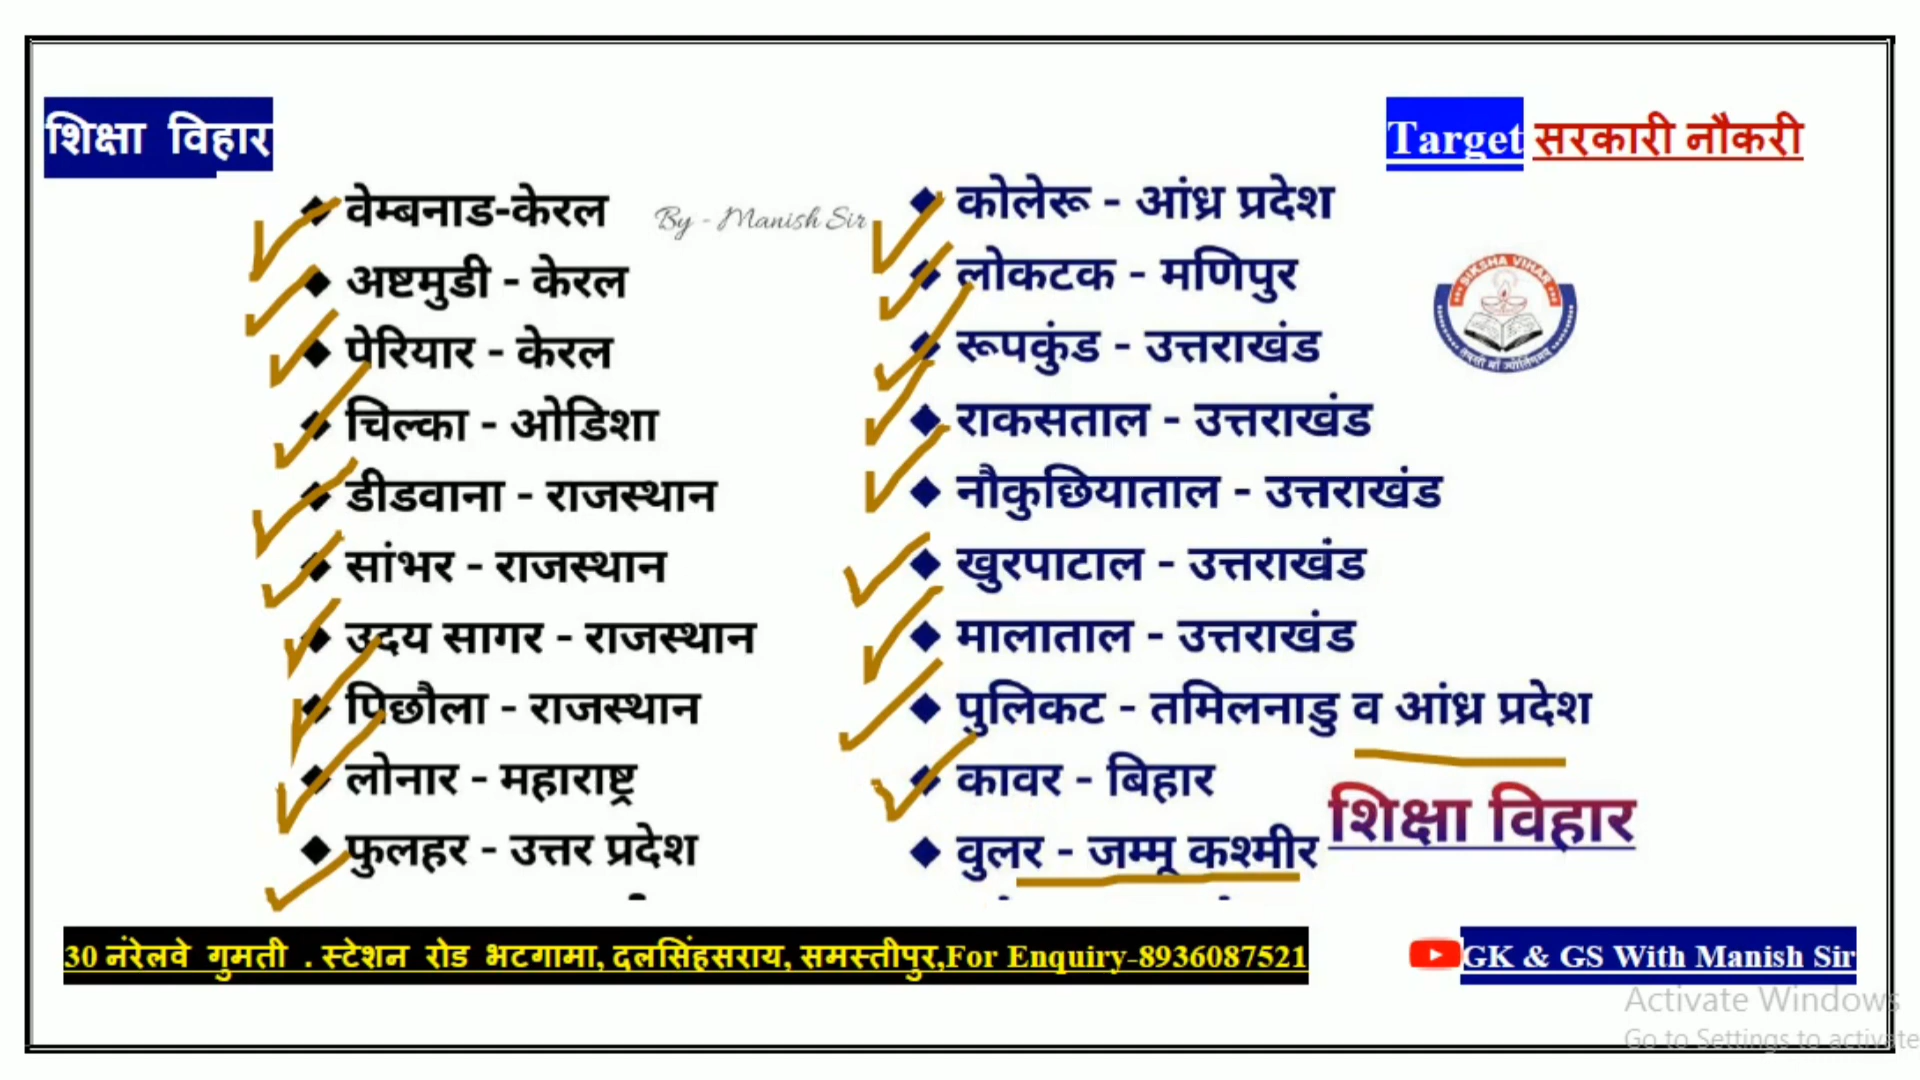 शिक्षा विहार
Target सरकारी नौकरी
By - Manish Sir
वेम्बनाड-केरल
अष्टमुडी - केरल
पेरियार - केरल
चिल्का - ओडिशा
डीडवाना - राजस्थान
सांभर - राजस्थान
उदय सागर - राजस्थान
पिछौला - राजस्थान
लोनार - महाराष्ट्र
फुलहर - उत्तर प्रदेश
कोलेरू - आंध्र प्रदेश
लोकटक - मणिपुर
रूपकुंड - उत्तराखंड
राकसताल - उत्तराखंड
नौकुछियाताल - उत्तराखंड
खुरपाटाल - उत्तराखंड
मालाताल - उत्तराखंड
पुलिकट - तमिलनाडु व आंध्र प्रदेश
कावर - बिहार
वुलर - जम्मू कश्मीर
SIKSHA VIHAR
शिक्षा विहार
30 नंरेलवे गुमती . स्टेशन रोड भटगामा, दलसिंहसराय, समस्तीपुर,For Enquiry-8936087521
GK & GS With Manish Sir
Activate Windows
Go to Settings to activate